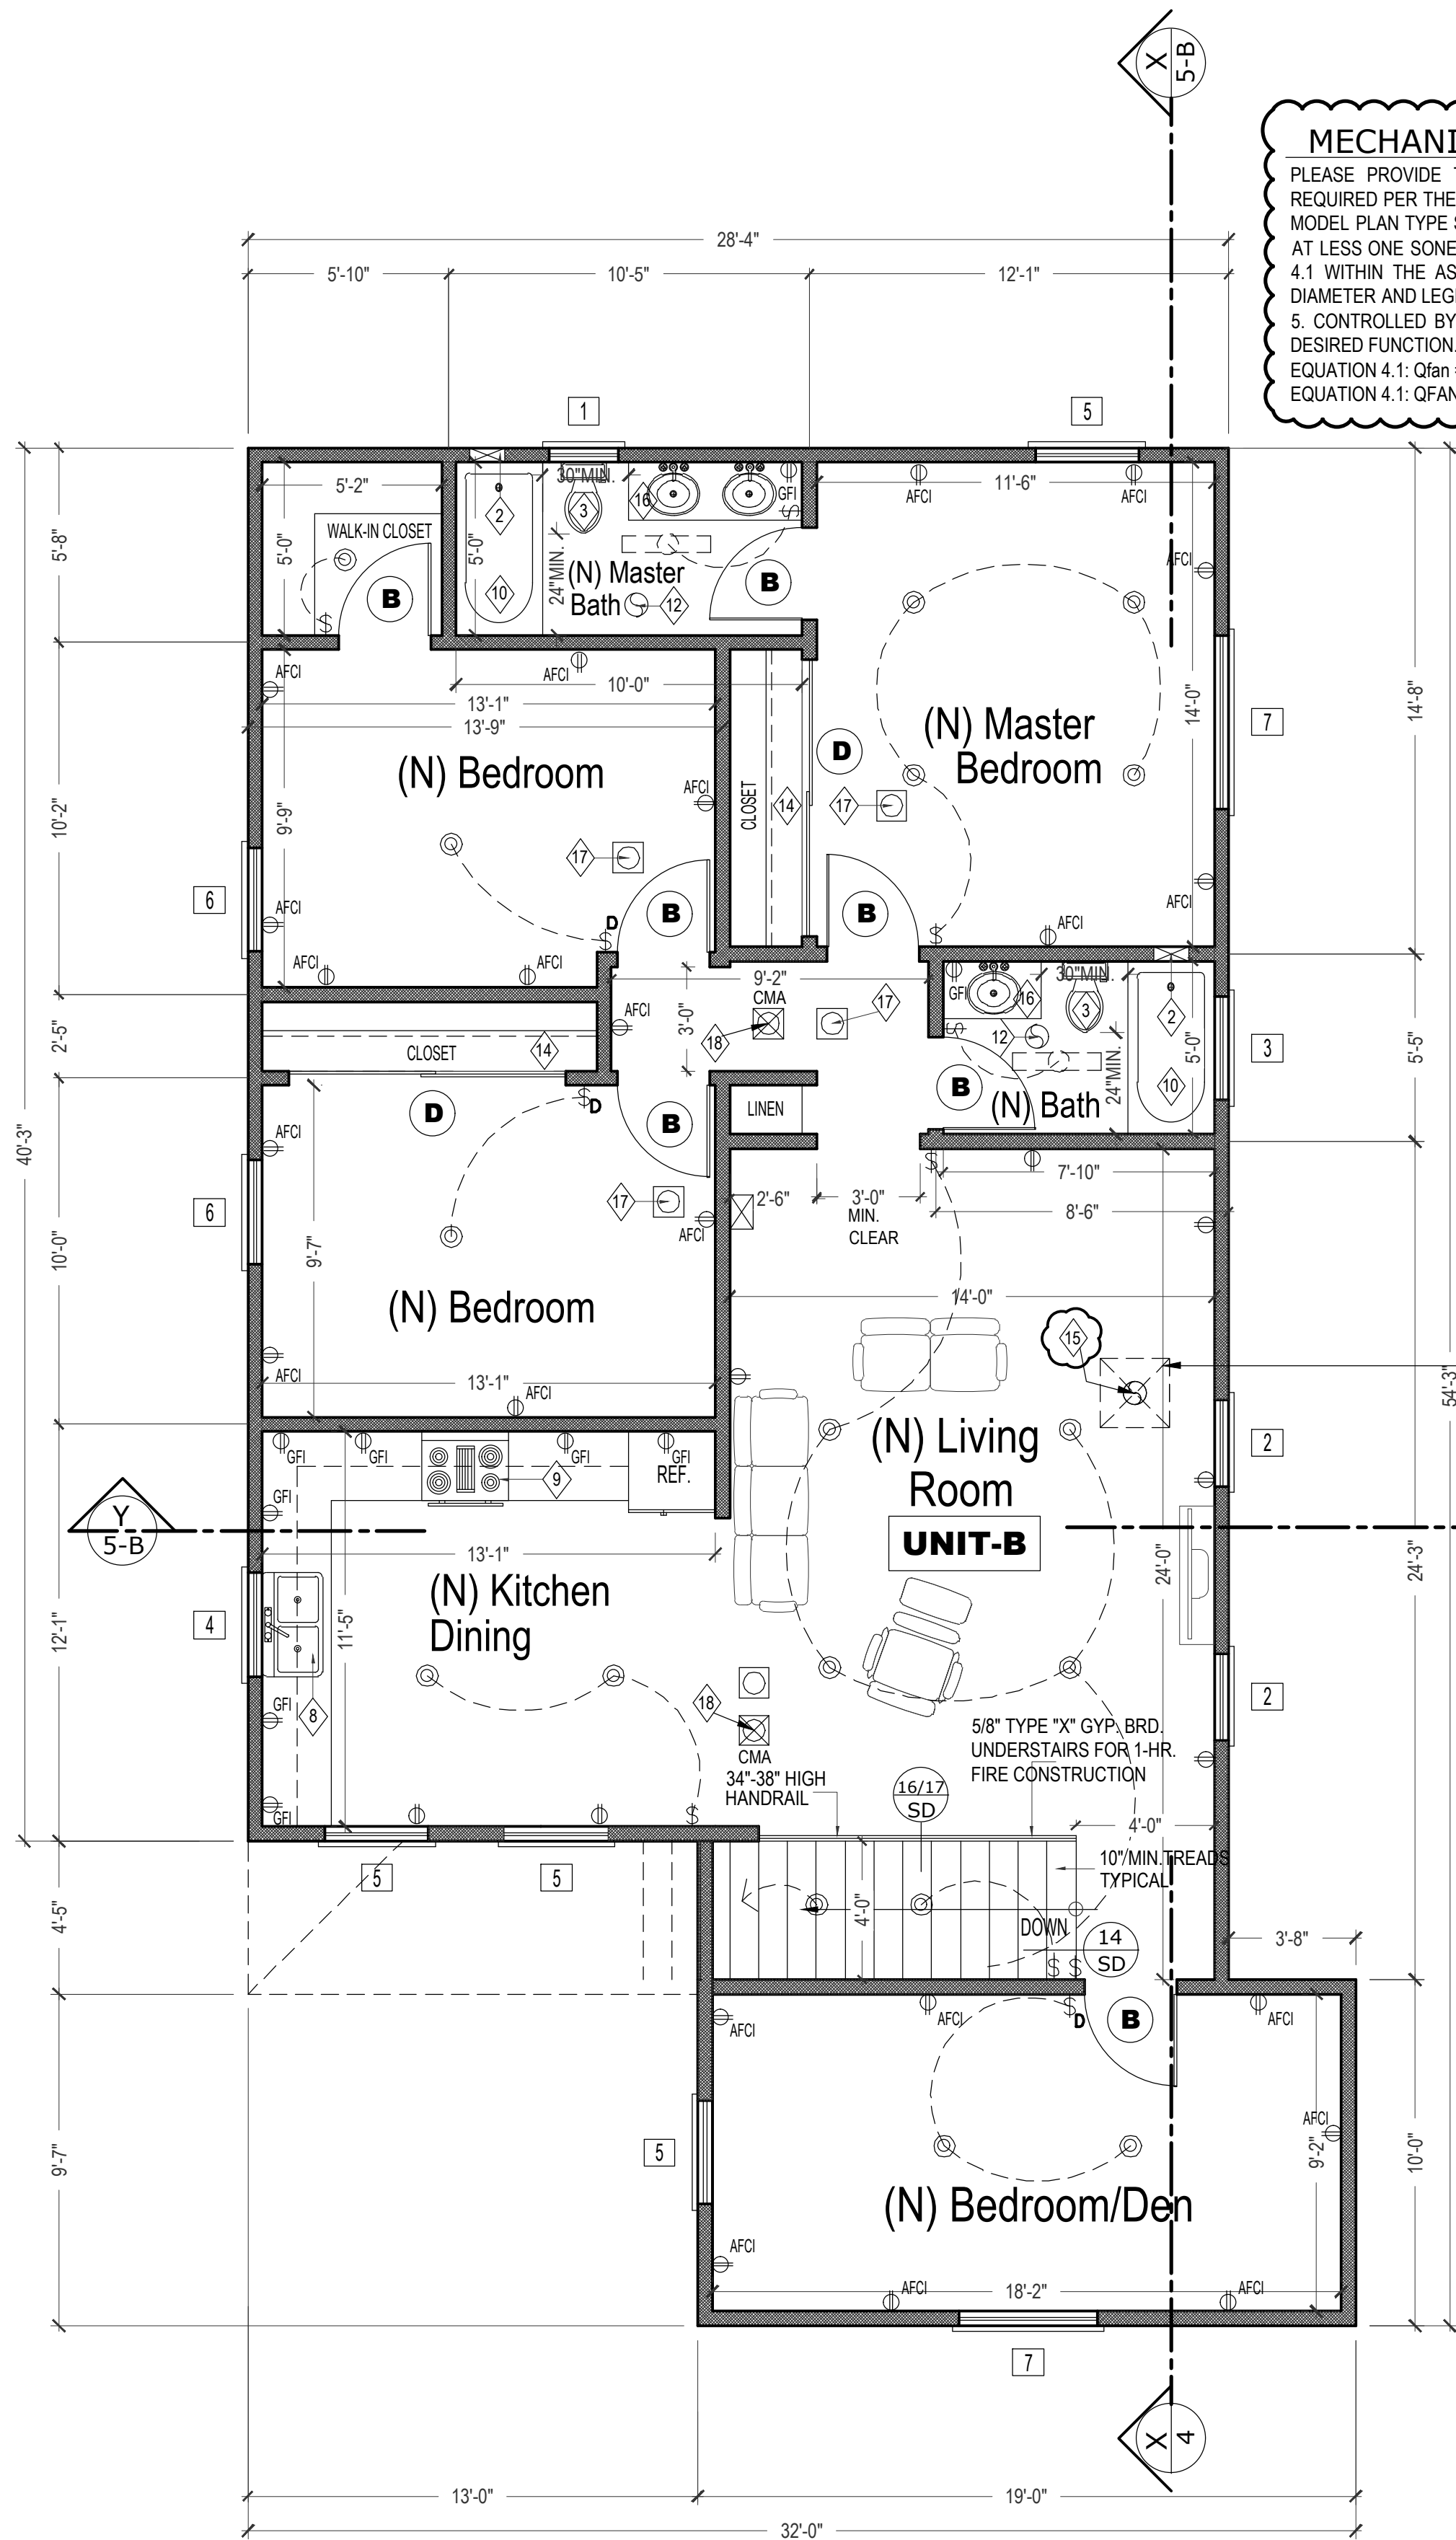 X
5-B
MECHANI
PLEASE PROVIDE
REQUIRED PER THE
MODEL PLAN TYPE
AT LESS ONE SONE
4.1 WITHIN THE AS
DIAMETER AND LEG
5. CONTROLLED BY
DESIRED FUNCTION.
EQUATION 4.1: Qfan
EQUATION 4.1: QFAN
28'-4"
5'-10" 10'-5" 12'-1"
1 5
5'-2" 30"MIN. 16 GFI AFCI 11'-6" AFCI
2 3
WALK-IN CLOSET
5'-8" 5'-0" 5'-0" 24"MIN. AFCI
(N) Master
Bath
10 12 B B
AFCI AFCI 10'-0"
13'-1"
13'-9"
14'-0" 14'-8" 7
(N) Master
Bedroom
D
(N) Bedroom
AFCI CLOSET 14 17
10'-2" 9'-9"
17
6 AFCI B B AFCI
D AFCI
AFCI AFCI
9'-2" GFI 30"MIN.
CMA 17 16 3 2
AFCI 3'-0" 18 12
2'-5" CLOSET 14 5'-0" 5'-5" 3
24"MIN. 10
D D B LINEN B (N) Bath
AFCI
40'-3"
7'-10"
6 17 2'-6" 3'-0" 8'-6"
MIN.
CLEAR
AFCI
10'-0" 9'-7"
(N) Bedroom
14'-0"
15
AFCI 13'-1" AFCI
54'-3"
GFI GFI GFI GFI
REF.
9
GFI
(N) Living
Room
UNIT-B
2
Y
5-B
13'-1"
(N) Kitchen
Dining
24'-0" 24'-3"
4 12'-1" 11'-5"
GFI 8
18
CMA
2
5/8" TYPE "X" GYP. BRD.
UNDERSTAIRS FOR 1-HR.
FIRE CONSTRUCTION
34"-38" HIGH
HANDRAIL
16/17
SD
GFI
4'-0"
5 5
10" MIN.TREADS
TYPICAL
4'-5" 4'-0" DOWN
14
SD
3'-8"
AFCI AFCI D B AFCI
AFCI
5 9'-7" 9'-2" 10'-0"
(N) Bedroom/Den
AFCI
AFCI 18'-2" AFCI
7
X
4
13'-0" 19'-0"
32'-0"